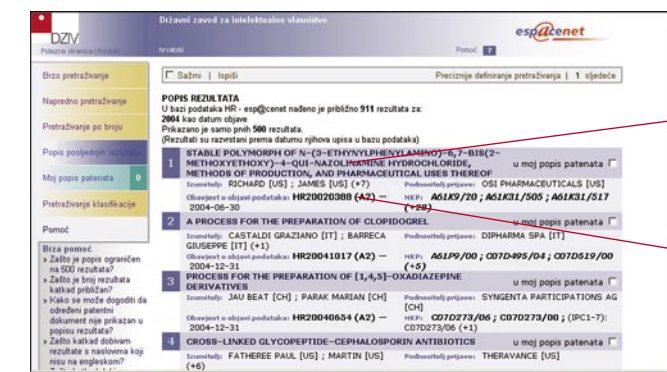 Državni zavod za intelektualno vlasništvo
DZIV
esp@cenet
Polazna stranica
hrvatski
Pomoć ?
Brzo pretraživanje
Napredno pretraživanje
Pretraživanje po broju
Popis posljednjih rezultata
Moj popis patenata 0
Pretraživanje klasifikacije
Pomoć
Brza pomoć
» Zašto je popis ograničen
na 500 rezultata?
» Zašto je broj rezultata
katkad približan?
» Kako se može dogoditi da
određeni patentni
dokument nije prikazan u
popisu rezultata?
» Zašto katkad dobivam
rezultate s naslovima koji
nisu na engleskom?
Sažmi | Ispiši
Preciznije definiranje pretraživanja | 1 sljedeće
POPIS REZULTATA
U bazi podataka HR - esp@cenet nađeno je približno 911 rezultata za:
2004 kao datum objave
Prikazano je samo prvih 500 rezultata.
(Rezultati su razvrstani prema datumu njihova upisa u bazu podataka)
1 STABLE POLYMORPH OF N-(3-ETHYNYLPHENYLAMINO)-6,7-BIS(2-
METHOXYETHOXY)-4-QUI-NAZOLINAMINE HYDROCHLORIDE,
METHODS OF PRODUCTION, AND PHARMACEUTICAL USES THEREOF
u moj popis patenata
Izumitelj: RICHARD [US] ; JAMES [US] (+7)
Podnositelj prijave: OSI PHARMACEUTICALS [US]
Obavijest o objavi podataka: HR20020388 (A2) —
2004-06-30
MKP: A61K9/20 ; A61K31/505 ; A61K31/517
(+28)
2 A PROCESS FOR THE PREPARATION OF CLOPIDOGREL
u moj popis patenata
Izumitelj: CASTALDI GRAZIANO [IT] ; BARRECA
GIUSEPPE [IT] (+1)
Podnositelj prijave: DIPHARMA SPA [IT]
Obavijest o objavi podataka: HR20041017 (A2) —
2004-12-31
MKP: A61P9/00 ; C07D495/04 ; C07D519/00
(+5)
3 PROCESS FOR THE PREPARATION OF [1,4,5]-OXADIAZEPINE
DERIVATIVES
u moj popis patenata
Izumitelj: JAU BEAT [CH] ; PARAK MARIAN [CH]
Podnositelj prijave: SYNGENTA PARTICIPATIONS AG
[CH]
Obavijest o objavi podataka: HR20040654 (A2) —
2004-12-31
MKP: C07D273/06 ; C07D273/00 ; (IPC1-7):
C07D273/06 (+1)
4 CROSS-LINKED GLYCOPEPTIDE-CEPHALOSPORIN ANTIBIOTICS
u moj popis patenata
Izumitelj: FATHEREE PAUL [US] ; MARTIN [US]
(+6)
Podnositelj prijave: THERAVANCE [US]